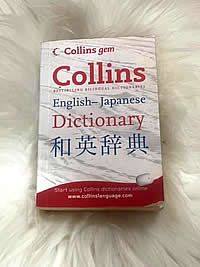 Collins gem
Collins
BESTSELLING BILINGUAL DICTIONARIES
English–Japanese
Dictionary
和英辞典
Start using Collins dictionaries online
www.collinslanguage.com